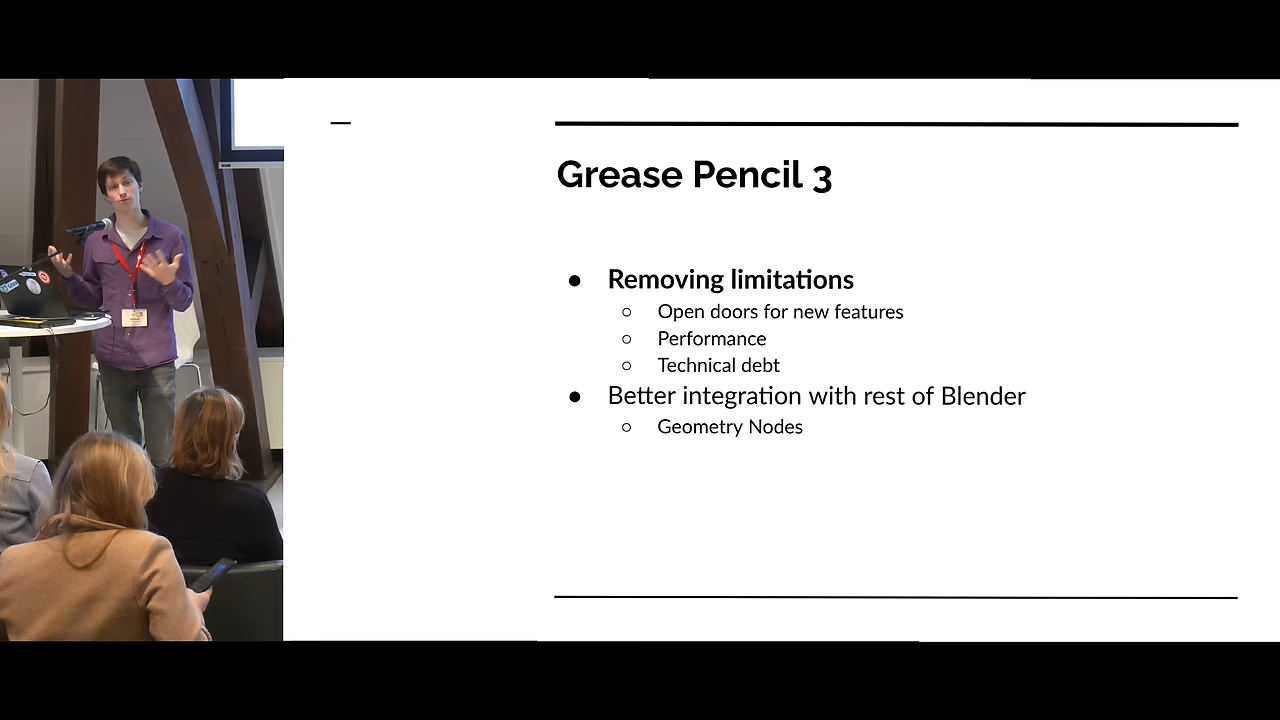 Grease Pencil 3
● Removing limitations
○ Open doors for new features
○ Performance
○ Technical debt
● Better integration with rest of Blender
○ Geometry Nodes